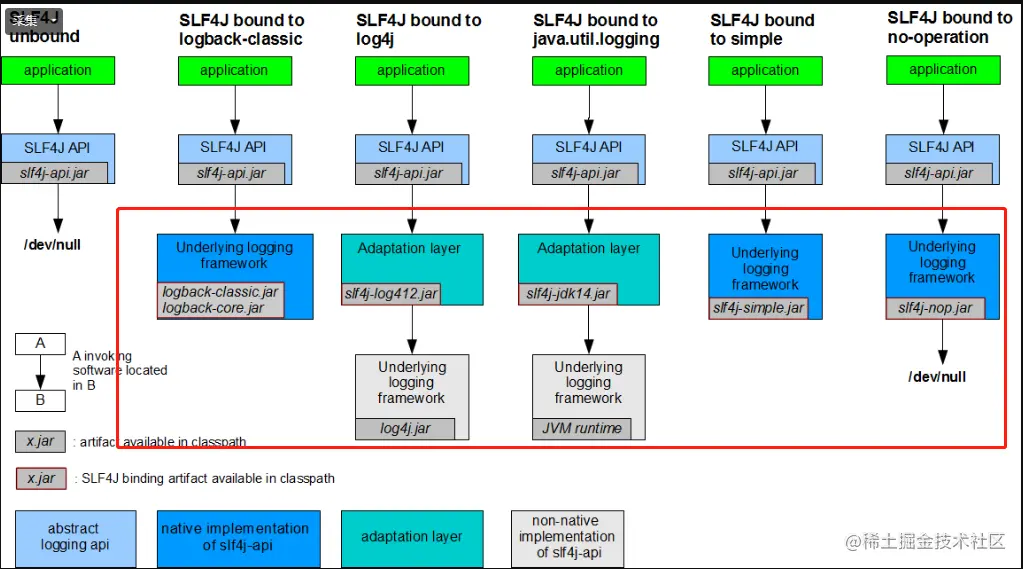 采集
SLF4J
unbound
SLF4J bound to
logback-classic
SLF4J bound to
log4j
SLF4J bound to
java.util.logging
SLF4J bound
to simple
SLF4J bound to
no-operation
application
application
application
application
application
application
SLF4J API
slf4j-api.jar
SLF4J API
slf4j-api.jar
SLF4J API
slf4j-api.jar
SLF4J API
slf4j-api.jar
SLF4J API
slf4j-api.jar
SLF4J API
slf4j-api.jar
/dev/null
Underlying logging
framework
logback-classic.jar
logback-core.jar
Adaptation layer
slf4j-log412.jar
Adaptation layer
slf4j-jdk14.jar
Underlying
logging
framework
slf4j-simple.jar
Underlying
logging
framework
slf4j-nop.jar
Underlying
logging
framework
log4j.jar
Underlying
logging
framework
JVM runtime
/dev/null
A
B
A invoking
software located
in B
x.jar
: artifact available in classpath
x.jar
: SLF4J binding artifact available in classpath
abstract
logging api
native implementation
of slf4j-api
adaptation layer
non-native
implementation
of slf4j-api
@稀土掘金技术社区